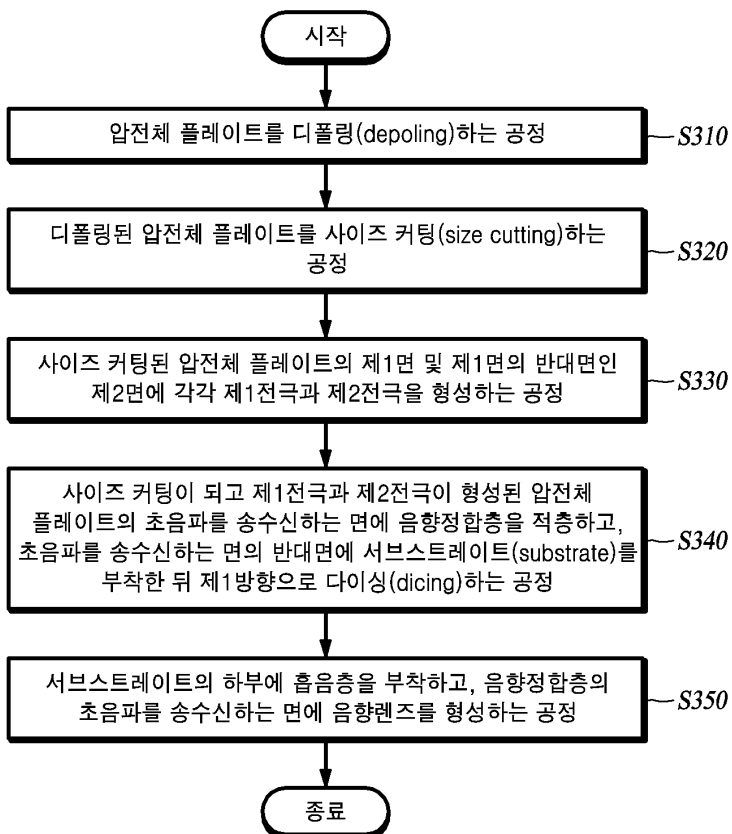 시작
압전체 플레이트를 디폴링(depoling)하는 공정
S310
디폴링된 압전체 플레이트를 사이즈 커팅(size cutting)하는
공정
S320
사이즈 커팅된 압전체 플레이트의 제1면 및 제1면의 반대면인
제2면에 각각 제1전극과 제2전극을 형성하는 공정
S330
사이즈 커팅이 되고 제1전극과 제2전극이 형성된 압전체
플레이트의 초음파를 송수신하는 면에 음향정합층을 적층하고,
초음파를 송수신하는 면의 반대면에 서브스트레이트(substrate)를
부착한 뒤 제1방향으로 다이싱(dicing)하는 공정
S340
서브스트레이트의 하부에 흡음층을 부착하고, 음향정합층의
초음파를 송수신하는 면에 음향렌즈를 형성하는 공정
S350
종료